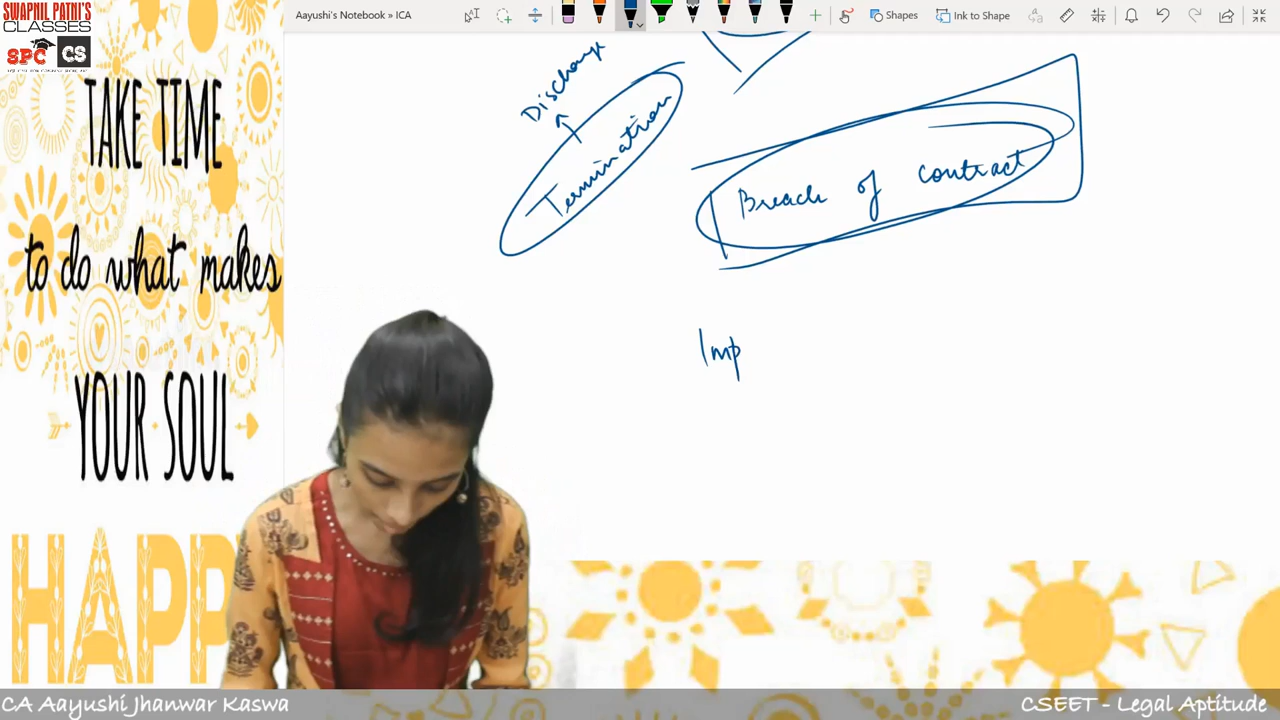 SWAPNIL PATNI'S
CLASSES
SPC CS
Aayushi's Notebook » ICA
Shapes
Ink to Shape
TAKE TIME
to do what makes
YOUR SOUL
HAPP
Discharge
Termination
Breach of contract
Imp
CA Aayushi Jhanwar Kaswa
CSEET - Legal Aptitude